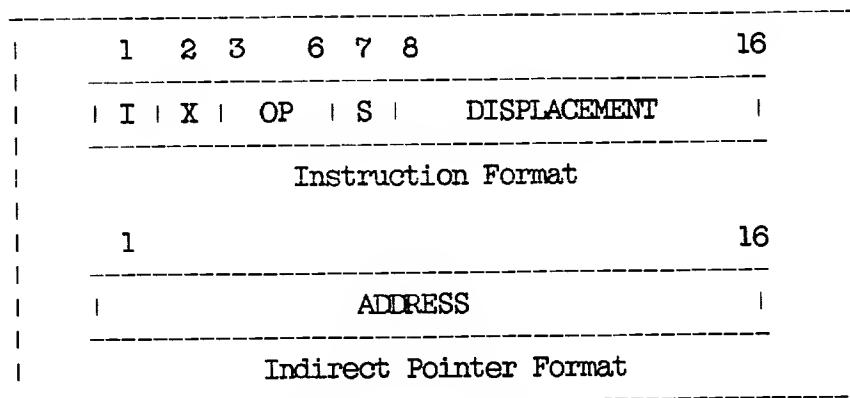 1 2 3 6 7 8 16
| I | X | OP | S | DISPLACEMENT |
Instruction Format
1 16
| ADDRESS |
Indirect Pointer Format